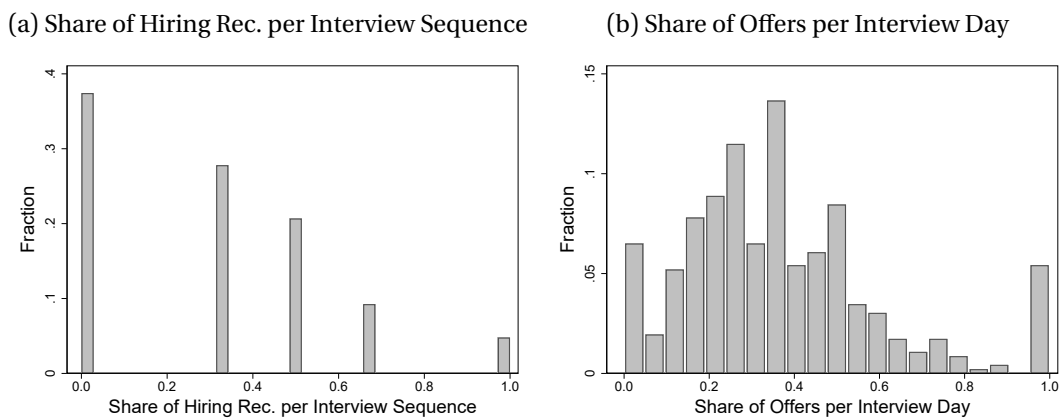 (a) Share of Hiring Rec. per Interview Sequence
Fraction
.4
.3
.2
.1
0
0.0 0.2 0.4 0.6 0.8 1.0
Share of Hiring Rec. per Interview Sequence
(b) Share of Offers per Interview Day
Fraction
.15
.1
.05
0
0.0 0.2 0.4 0.6 0.8 1.0
Share of Offers per Interview Day